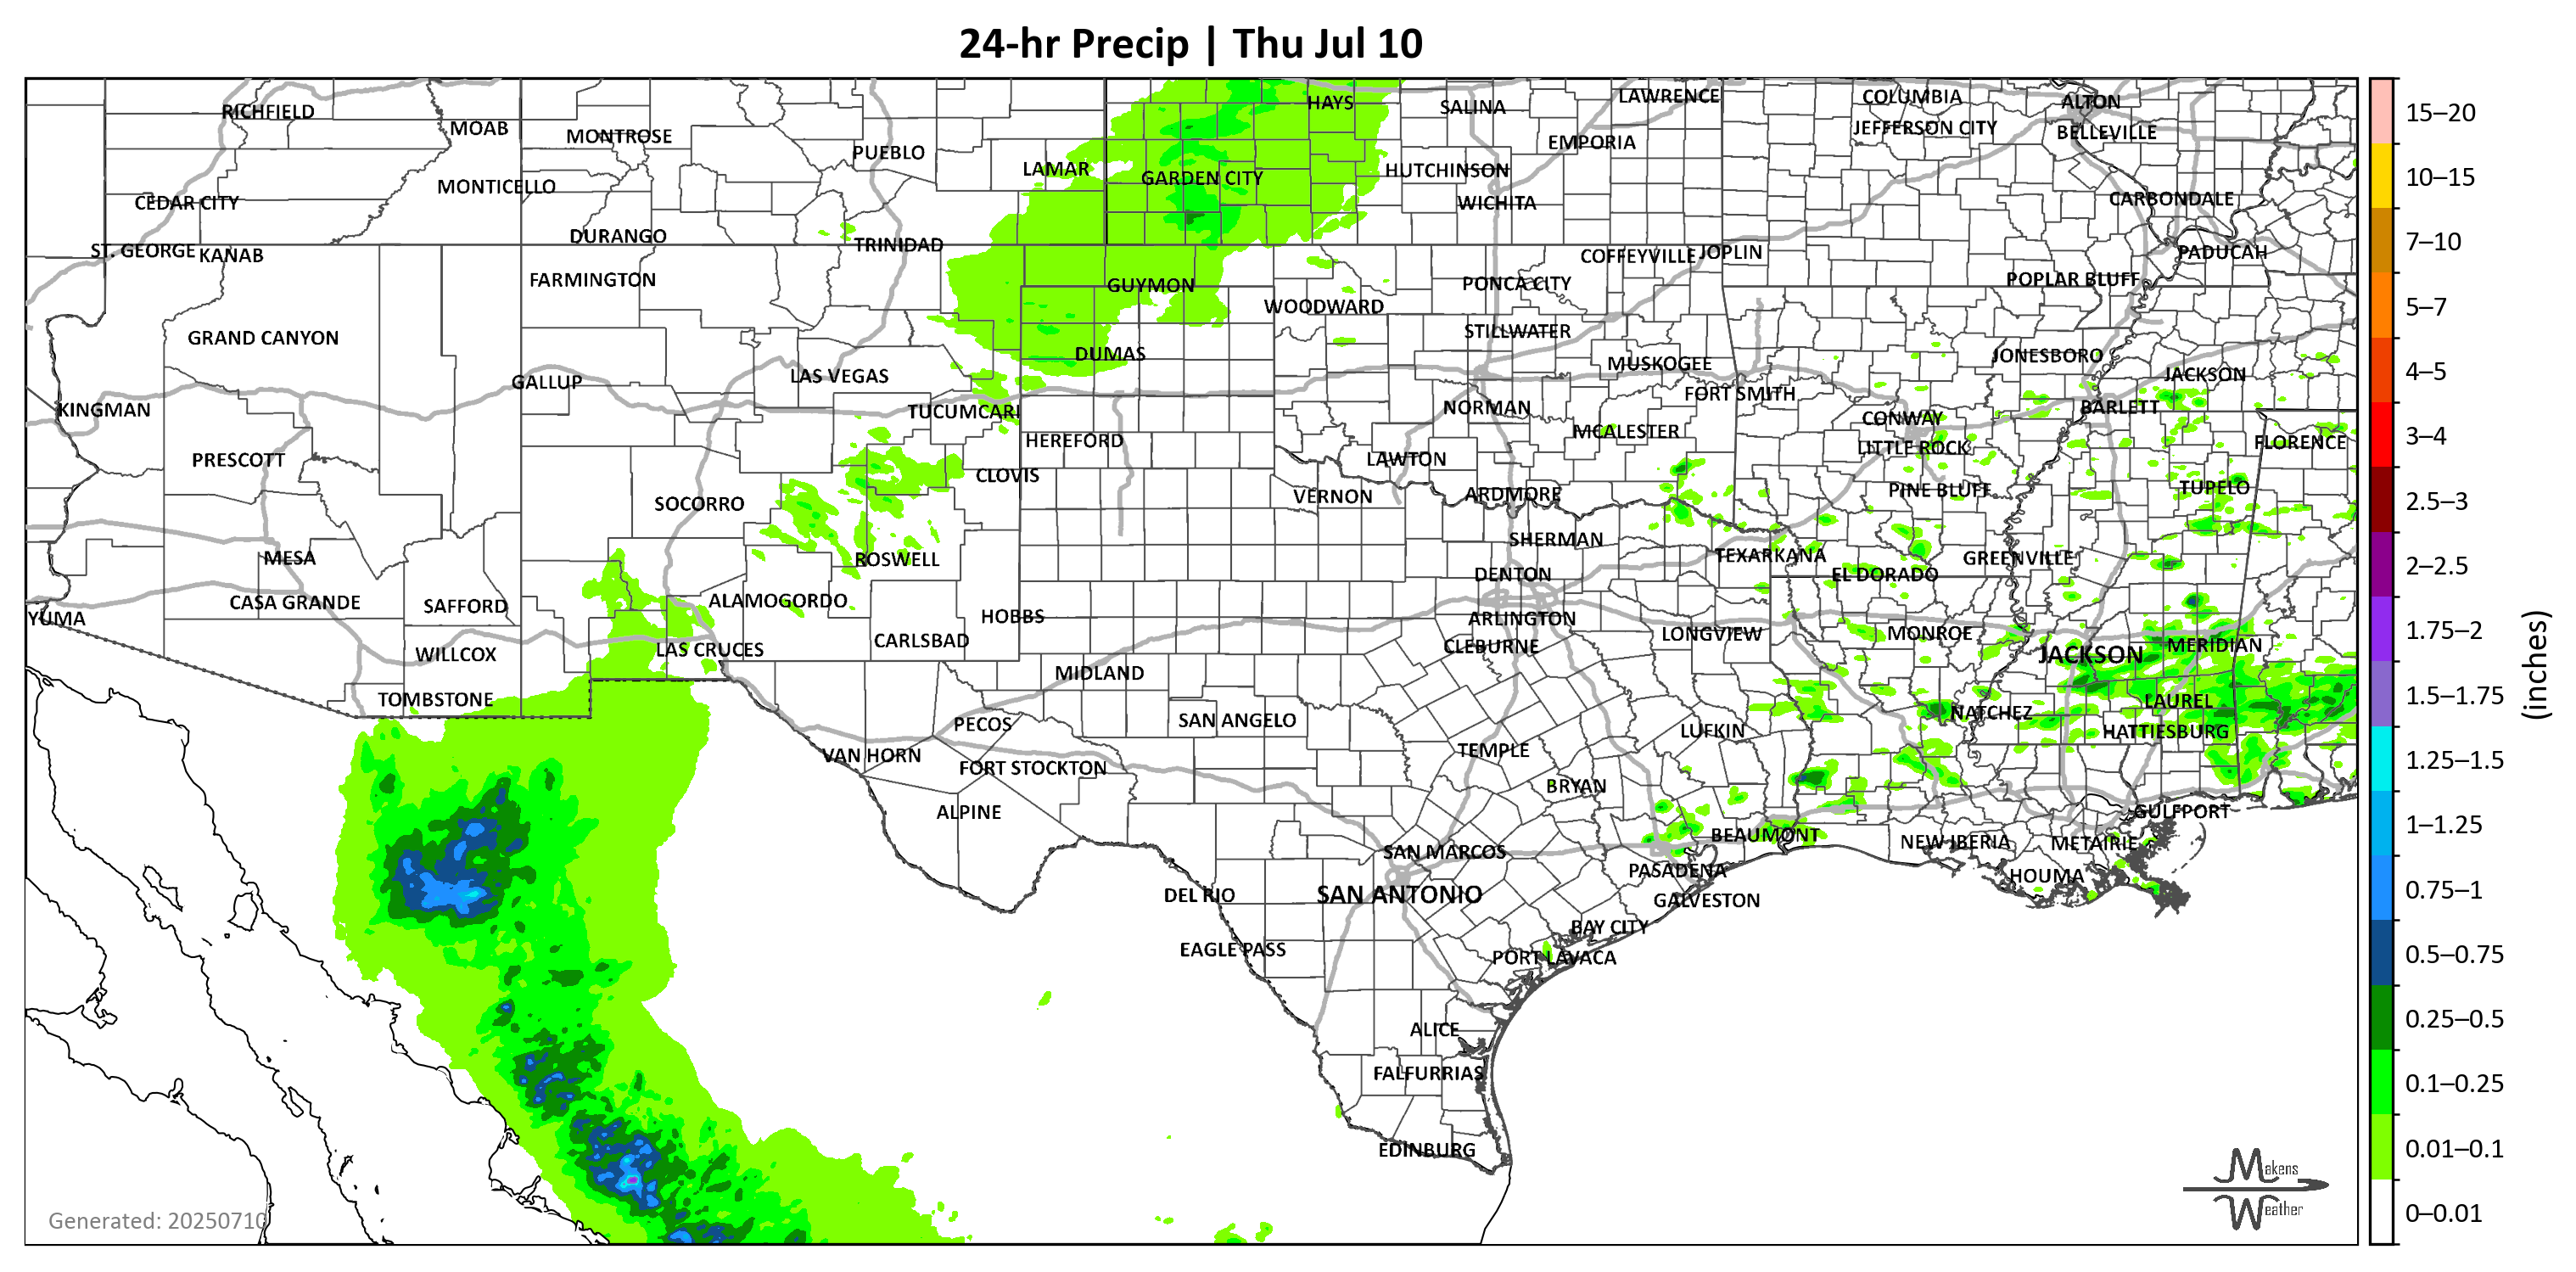 24-hr Precip | Thu Jul 10
RICHFIELD
MOAB
MONTROSE
PUEBLO
LAMAR
HAYS
SALINA
LAWRENCE
COLUMBIA
ALTON
JEFFERSON CITY
BELLEVILLE
EMPORIA
HUTCHINSON
GARDEN CITY
MONTICELLO
CEDAR CITY
WICHITA
CARBONDALE
DURANGO
TRINIDAD
ST. GEORGE
KANAB
COFFEYVILLE
JOPLIN
PADUCAH
FARMINGTON
GUYMON
PONCA CITY
POPLAR BLUFF
WOODWARD
GRAND CANYON
STILLWATER
DUMAS
JONESBORO
MUSKOGEE
LAS VEGAS
GALLUP
JACKSON
FORT SMITH
KINGMAN
TUCUMCARI
NORMAN
BARLETT
CONWAY
MCALESTER
HEREFORD
LITTLE ROCK
FLORENCE
PRESCOTT
LAWTON
CLOVIS
SOCORRO
VERNON
ARDMORE
PINE BLUFF
TUPELO
SHERMAN
MESA
ROSWELL
TEXARKANA
GREENVILLE
DENTON
EL DORADO
CASA GRANDE
SAFFORD
ALAMOGORDO
HOBBS
YUMA
ARLINGTON
CARLSBAD
CLEBURNE
LONGVIEW
MONROE
MERIDIAN
WILLCOX
LAS CRUCES
JACKSON
MIDLAND
TOMBSTONE
LAUREL
PECOS
SAN ANGELO
NATCHEZ
LUFKIN
HATTIESBURG
VAN HORN
FORT STOCKTON
TEMPLE
BRYAN
ALPINE
GULFPORT
BEAUMONT
NEW IBERIA
METAIRIE
SAN MARCOS
PASADENA
HOUMA
DEL RIO
SAN ANTONIO
GALVESTON
BAY CITY
EAGLE PASS
PORT LAVACA
ALICE
FALFURRIAS
EDINBURG
Generated: 20250710
Makens
Weather
15–20
10–15
7–10
5–7
4–5
3–4
2.5–3
2–2.5
1.75–2
1.5–1.75
1.25–1.5
1–1.25
0.75–1
0.5–0.75
0.25–0.5
0.1–0.25
0.01–0.1
0–0.01
(inches)